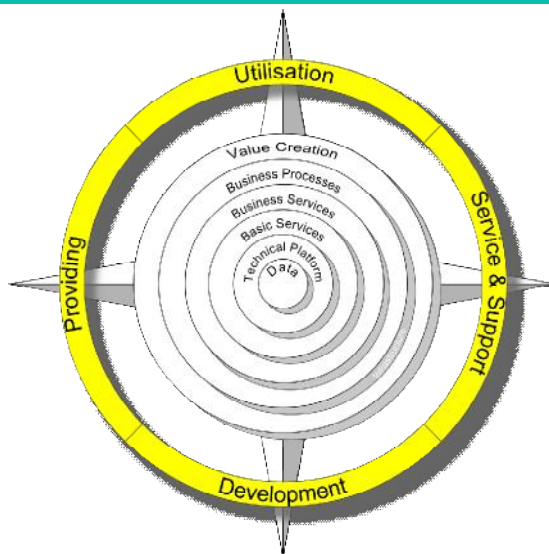 Utilisation
Value Creation
Business Processes
Business Services
Basic Services
Technical Platform
Data
Providing
Service & Support
Development